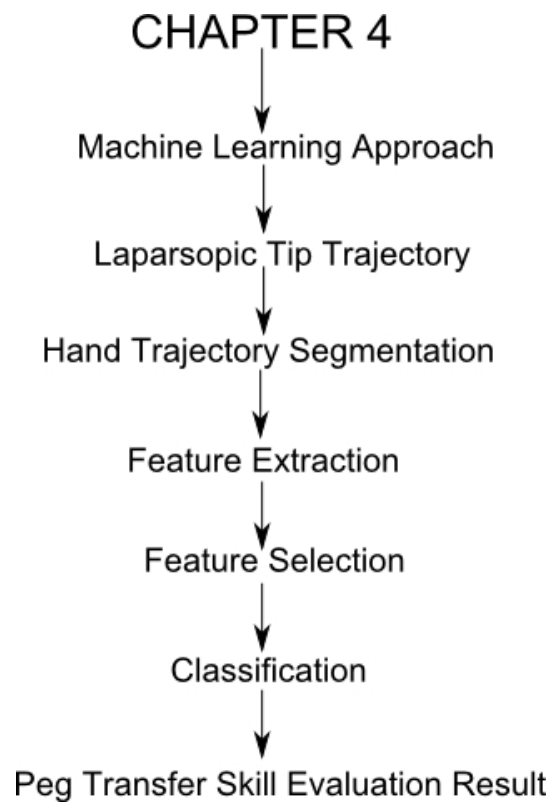 CHAPTER 4
Machine Learning Approach
Laparsopic Tip Trajectory
Hand Trajectory Segmentation
Feature Extraction
Feature Selection
Classification
Peg Transfer Skill Evaluation Result